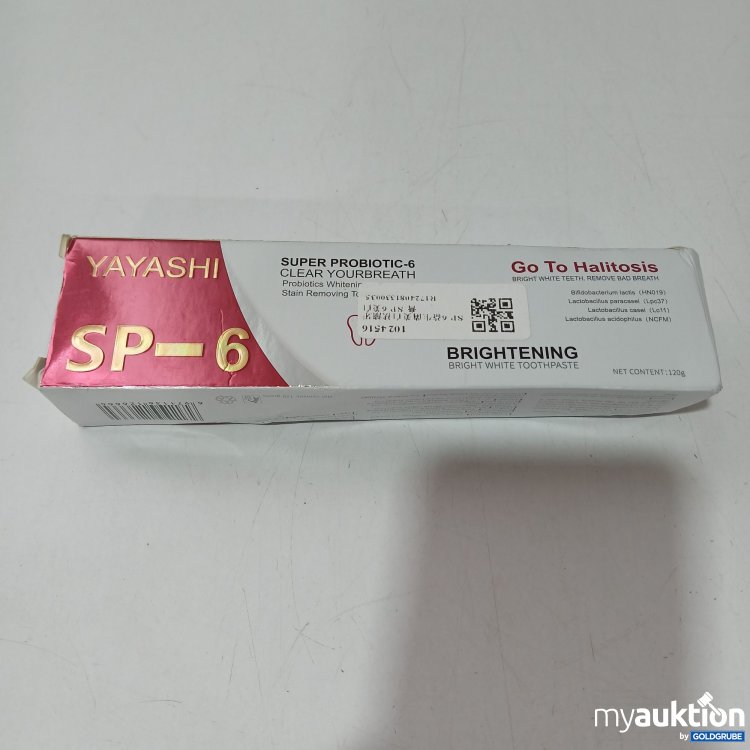 YAYASHI
SP-6
SUPER PROBIOTIC-6
CLEAR YOURBREATH
Probiotics Whitening
Stain Removing
1024516
R1724081330035
BRIGHTENING
BRIGHT WHITE TOOTHPASTE
Go To Halitosis
BRIGHT WHITE TEETH. REMOVE BAD BREATH.
Bifidobacterium lactis (HN019)
Lactobacillus paracasei (Lpc37)
Lactobacillus casei (Lc11)
Lactobacillus acidophilus (NCFM)
NET CONTENT:120g
myauktion
by GOLDGRUBE